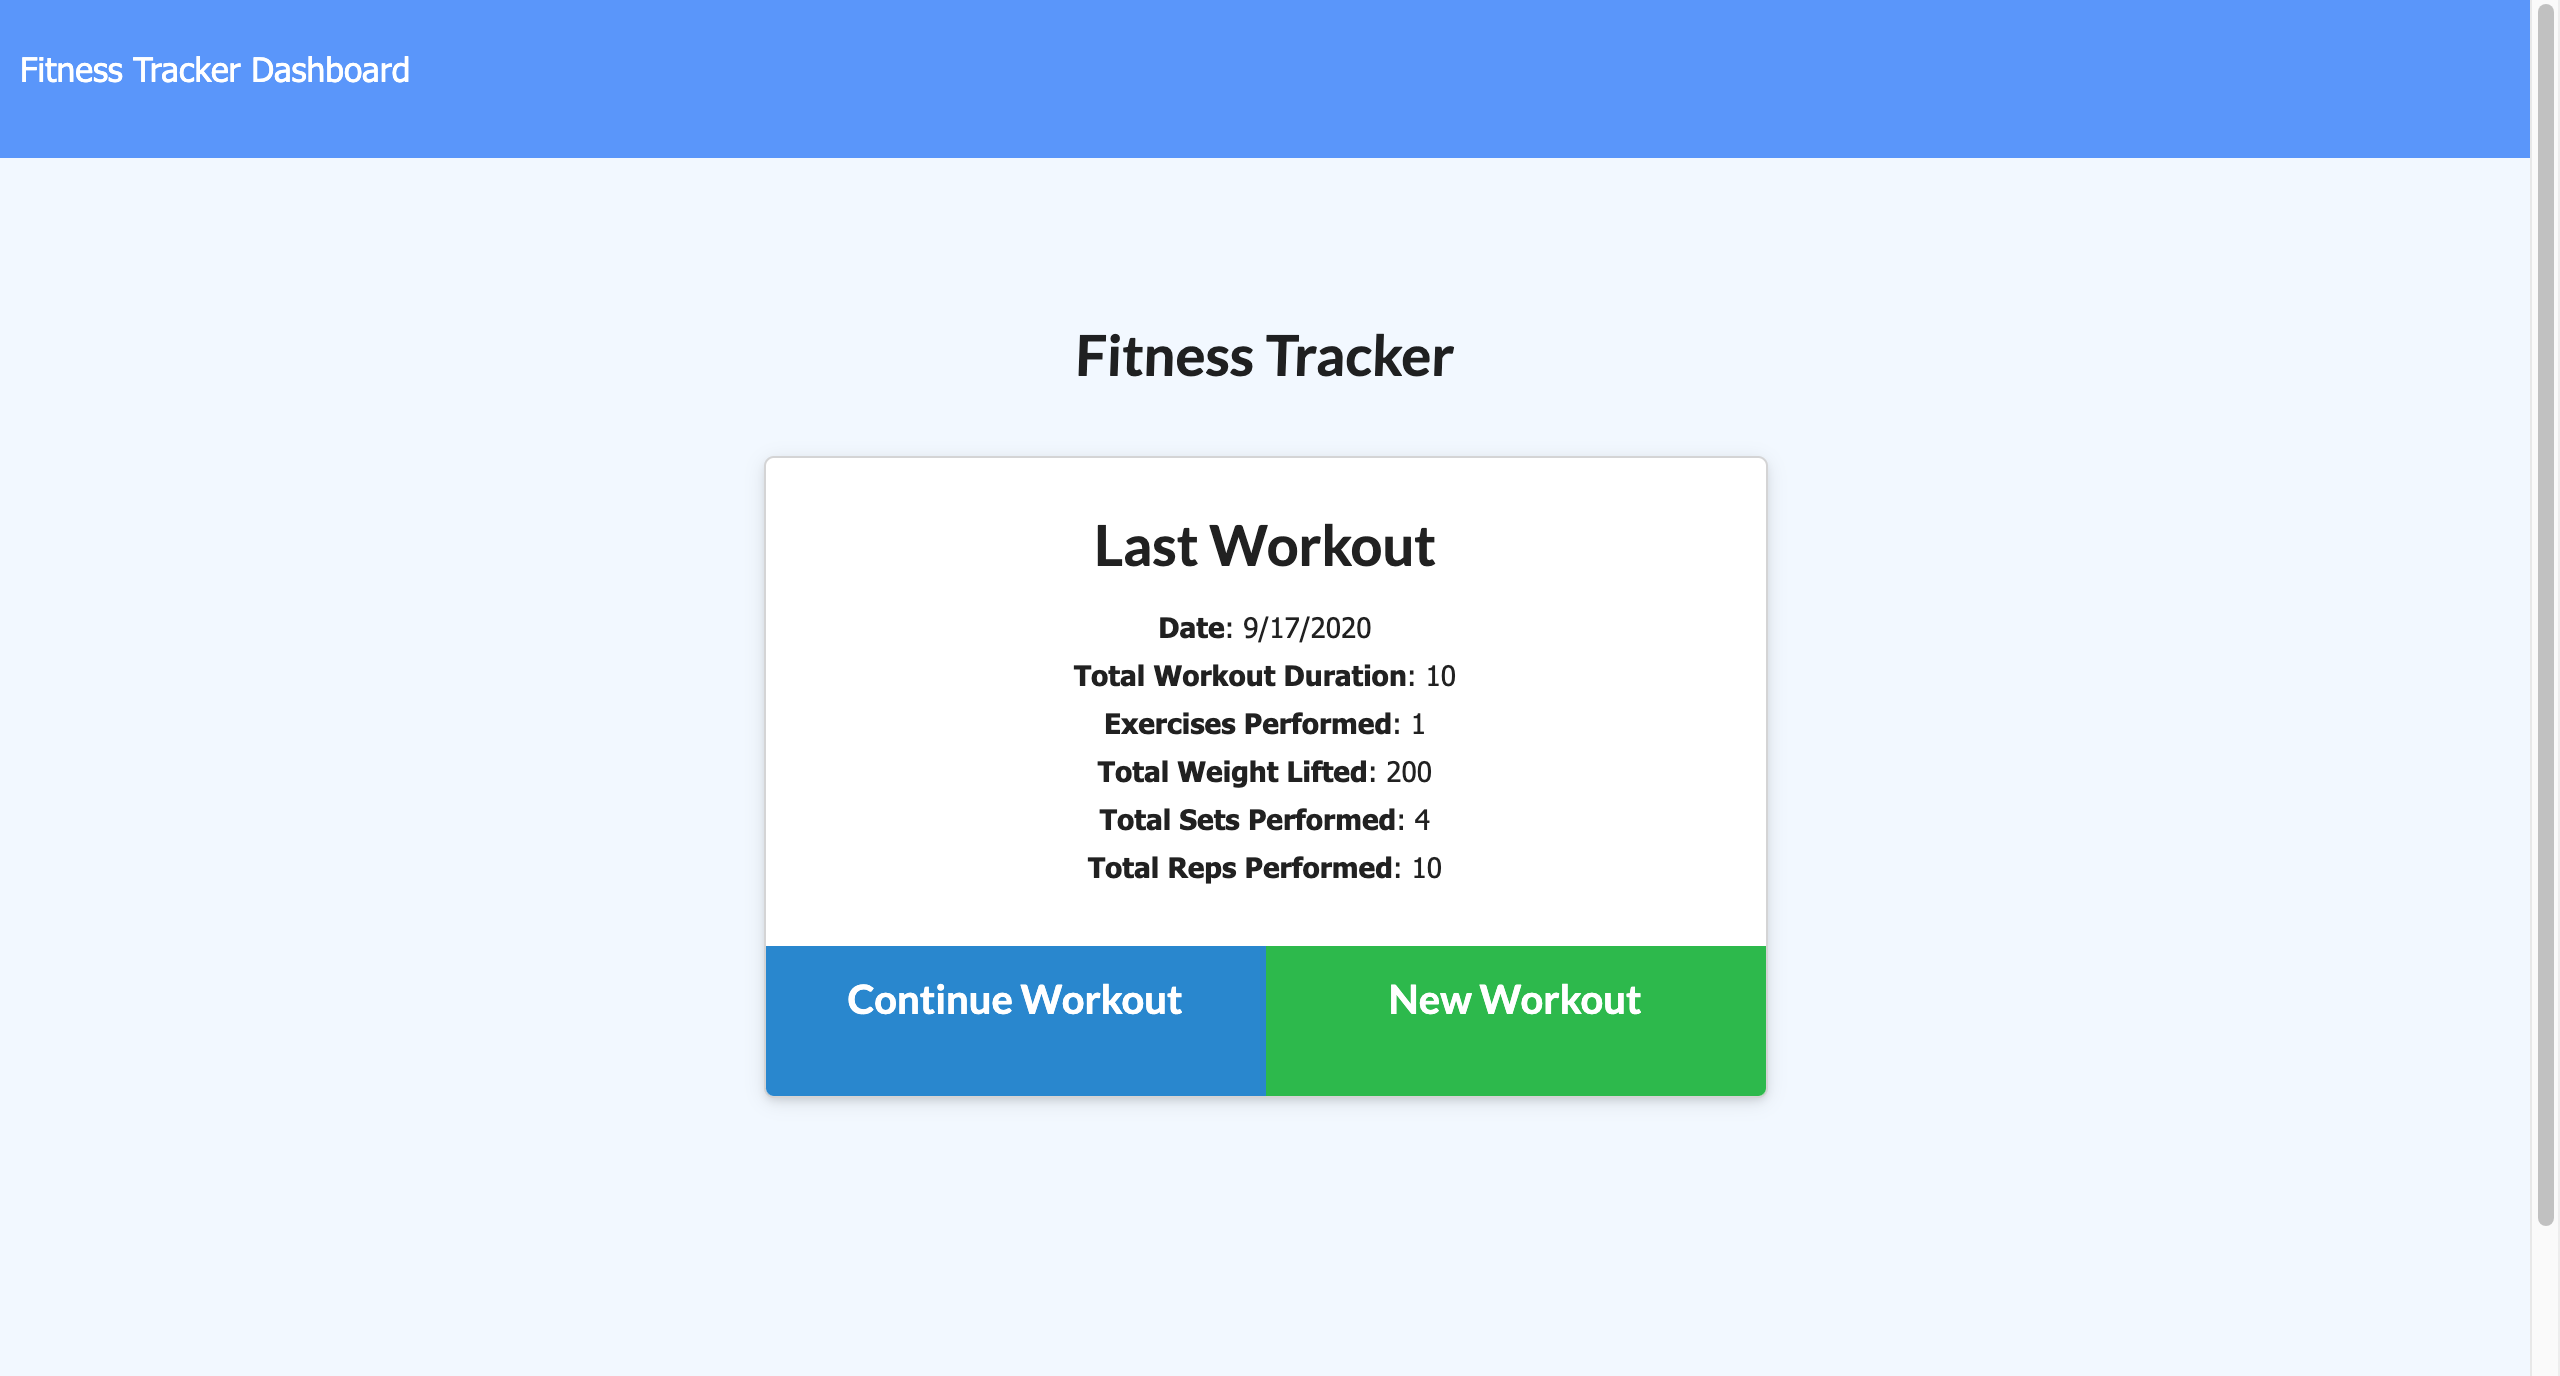 Fitness Tracker Dashboard
Fitness Tracker
Last Workout
Date: 9/17/2020
Total Workout Duration: 10
Exercises Performed: 1
Total Weight Lifted: 200
Total Sets Performed: 4
Total Reps Performed: 10
Continue Workout New Workout